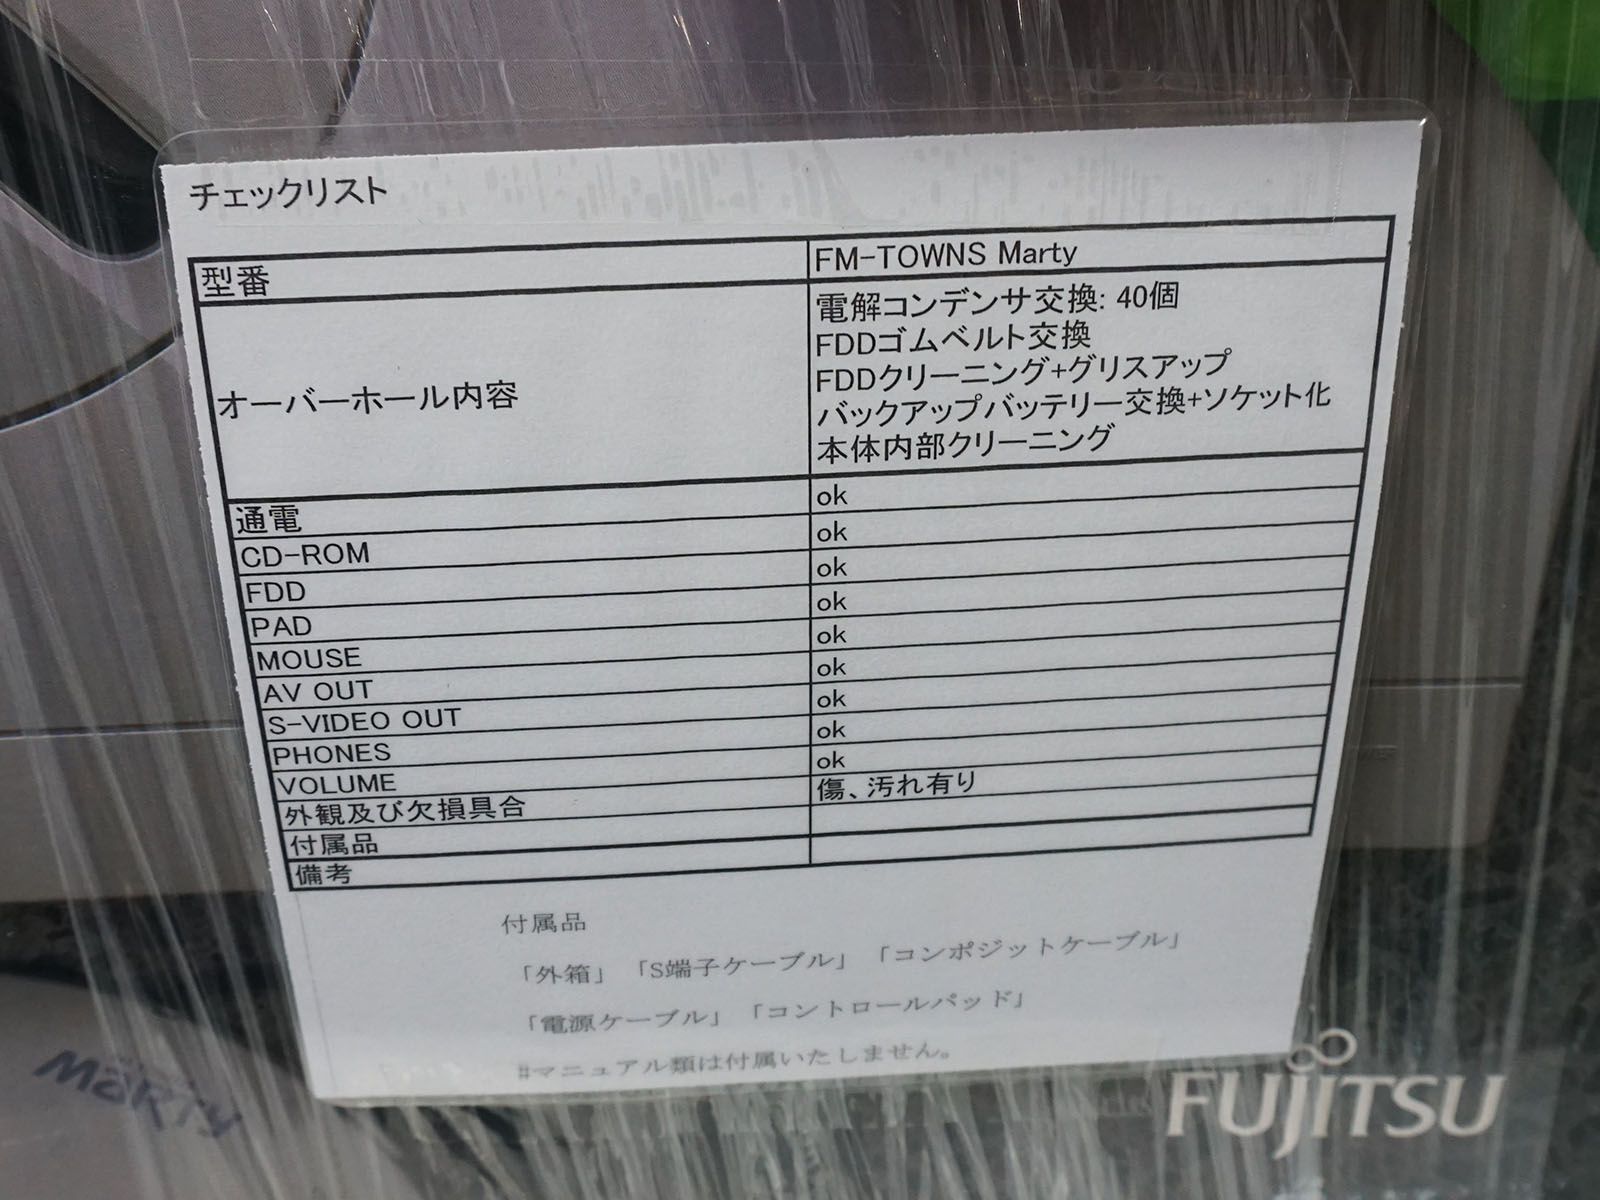 チェックリスト
型番 FM-TOWNS Marty
オーバーホール内容 電解コンデンサ交換: 40個
FDDゴムベルト交換
FDDクリーニング+グリスアップ
バックアップバッテリー交換+ソケット化
本体内部クリーニング
通電 ok
CD-ROM ok
FDD ok
PAD ok
MOUSE ok
AV OUT ok
S-VIDEO OUT ok
PHONES ok
VOLUME ok
外観及び欠損具合 傷、汚れ有り
付属品
備考
付属品
「外箱」 「S端子ケーブル」 「コンポジットケーブル」
「電源ケーブル」 「コントロールパッド」
#マニュアル類は付属いたしません。
Marty
FUJITSU